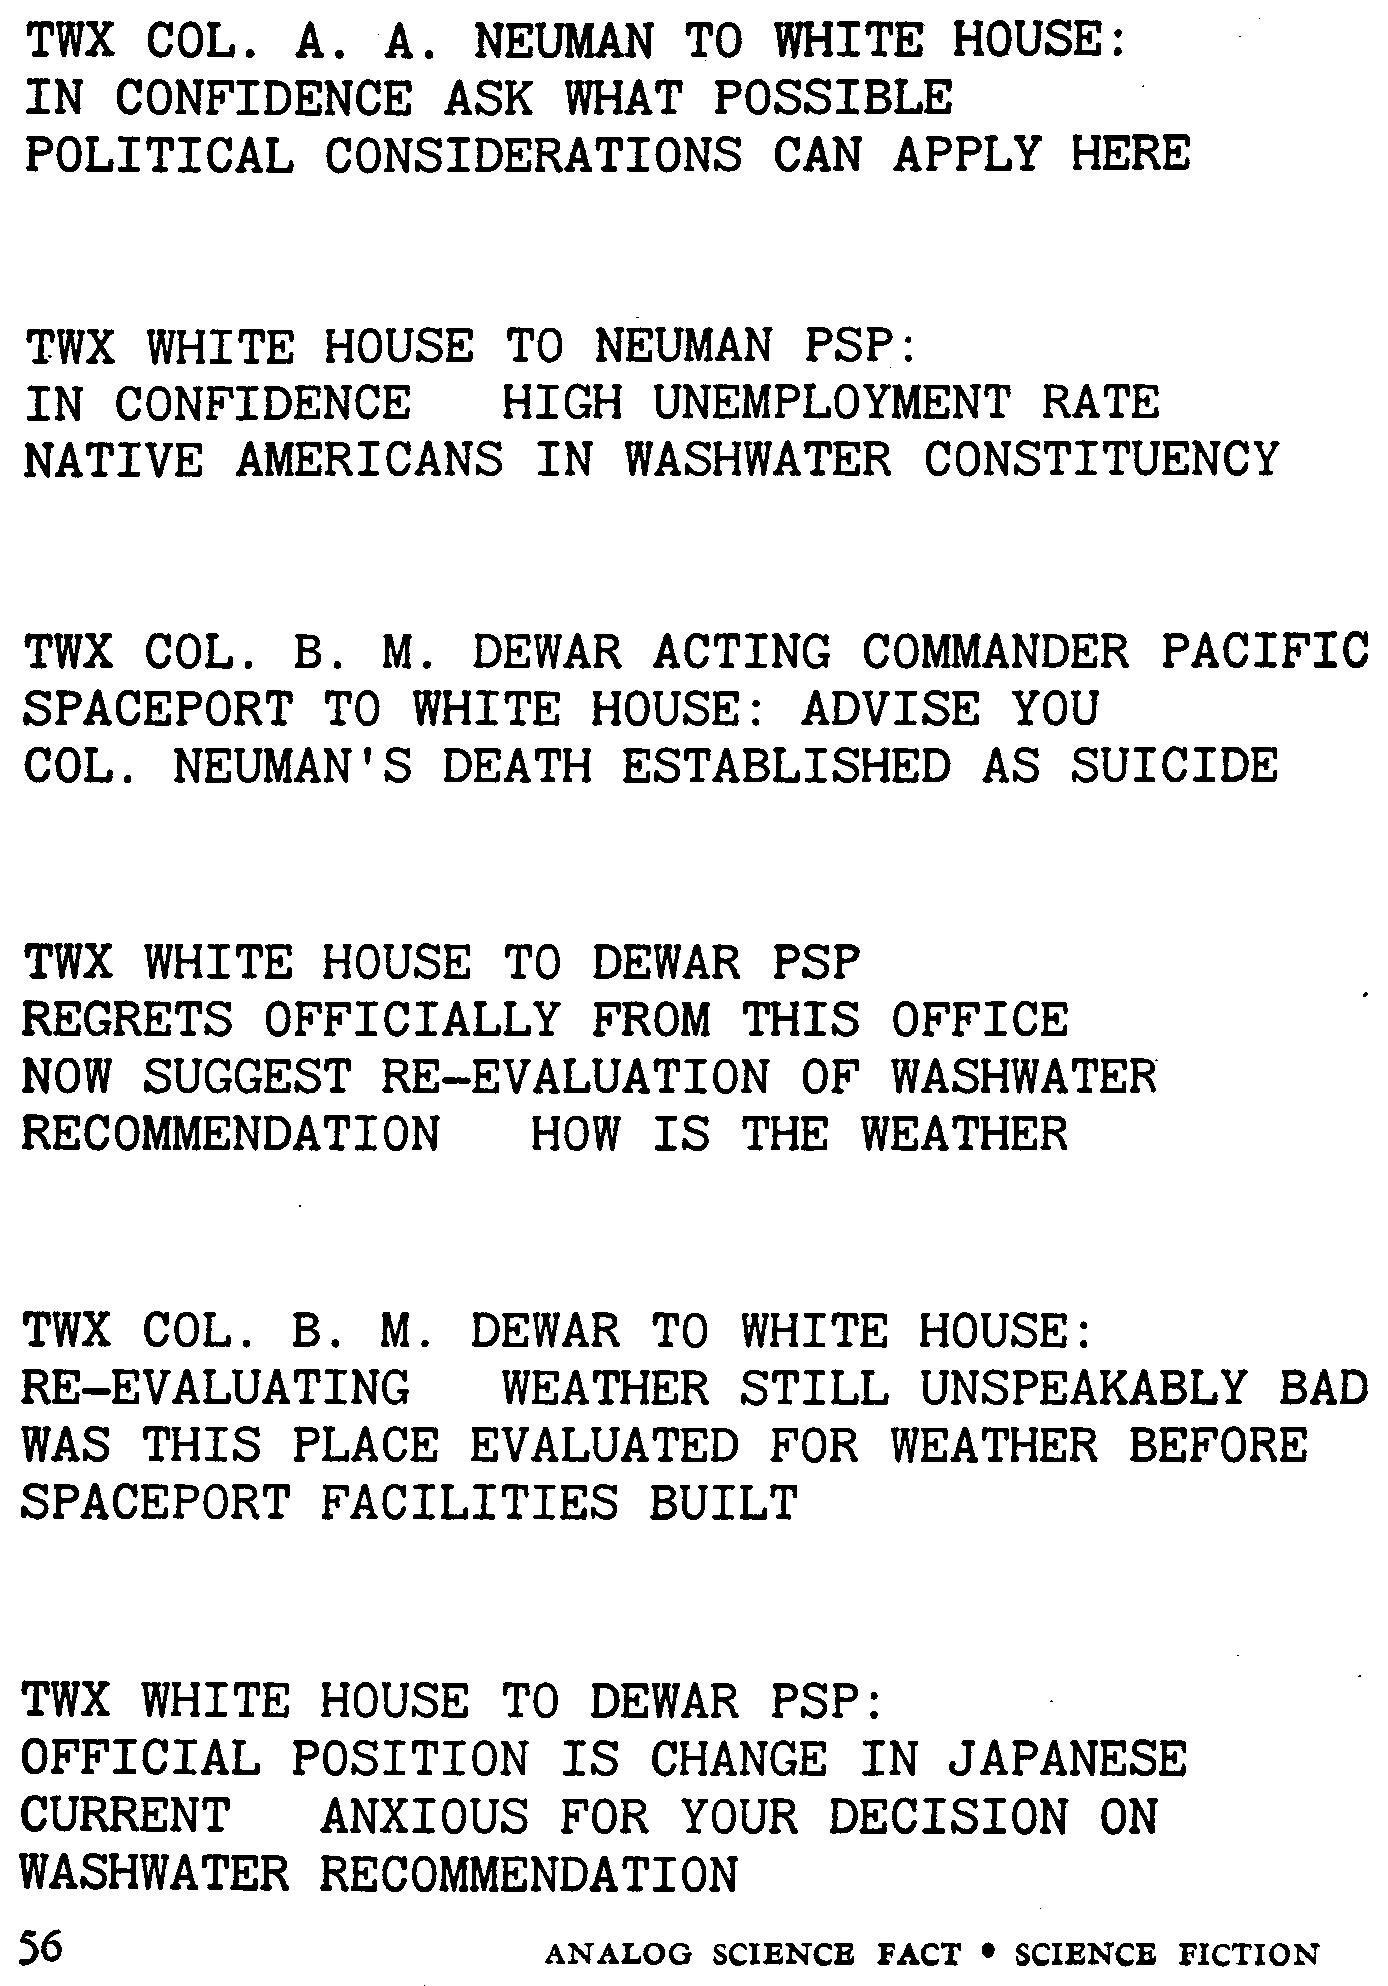 TWX COL. A. A. NEUMAN TO WHITE HOUSE:
IN CONFIDENCE ASK WHAT POSSIBLE
POLITICAL CONSIDERATIONS CAN APPLY HERE
TWX WHITE HOUSE TO NEUMAN PSP:
IN CONFIDENCE   HIGH UNEMPLOYMENT RATE
NATIVE AMERICANS IN WASHWATER CONSTITUENCY
TWX COL. B. M. DEWAR ACTING COMMANDER PACIFIC
SPACEPORT TO WHITE HOUSE: ADVISE YOU
COL. NEUMAN'S DEATH ESTABLISHED AS SUICIDE
TWX WHITE HOUSE TO DEWAR PSP
REGRETS OFFICIALLY FROM THIS OFFICE
NOW SUGGEST RE-EVALUATION OF WASHWATER
RECOMMENDATION   HOW IS THE WEATHER
TWX COL. B. M. DEWAR TO WHITE HOUSE:
RE-EVALUATING   WEATHER STILL UNSPEAKABLY BAD
WAS THIS PLACE EVALUATED FOR WEATHER BEFORE
SPACEPORT FACILITIES BUILT
TWX WHITE HOUSE TO DEWAR PSP:
OFFICIAL POSITION IS CHANGE IN JAPANESE
CURRENT   ANXIOUS FOR YOUR DECISION ON
WASHWATER RECOMMENDATION
56 ANALOG SCIENCE FACT • SCIENCE FICTION